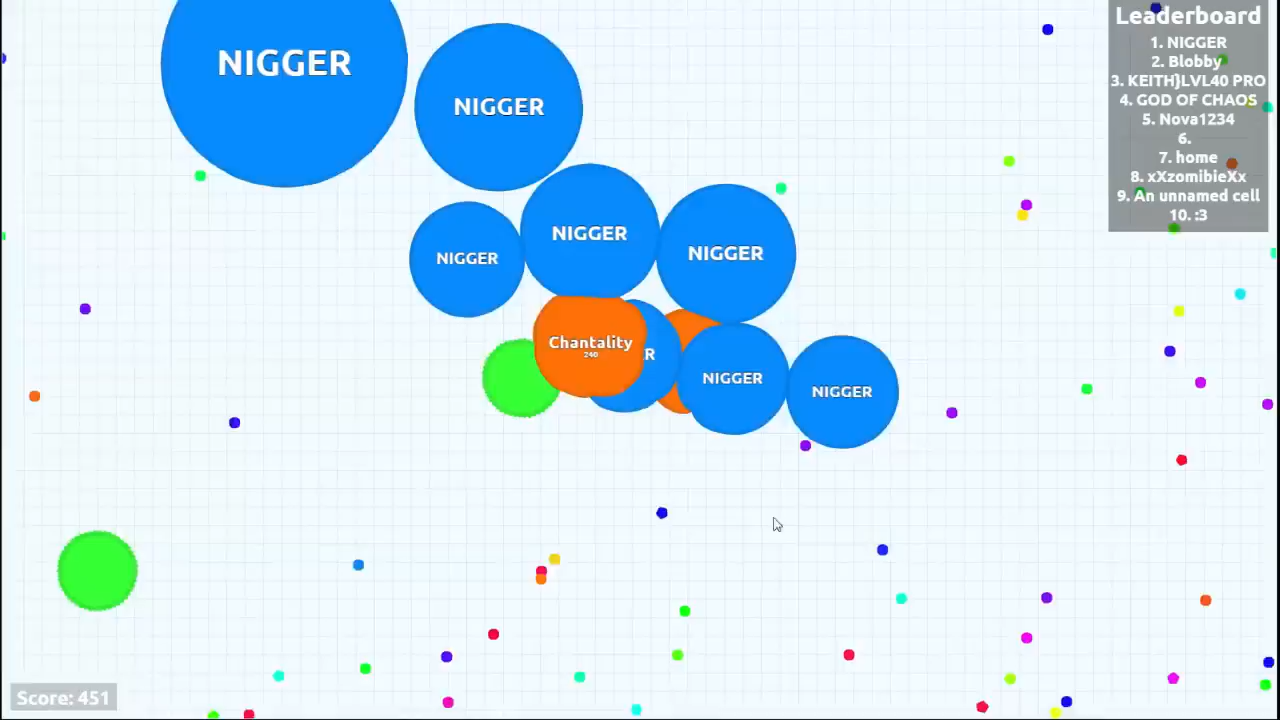 NIGGER
NIGGER
NIGGER
NIGGER
NIGGER
Chantality
240
R
NIGGER
NIGGER
Leaderboard
1. NIGGER
2. Blobby
3. KEITH}LVL40 PRO
4. GOD OF CHAOS
5. Nova1234
6.
7. home
8. xXzombieXx
9. An unnamed cell
10. :3
Score: 451